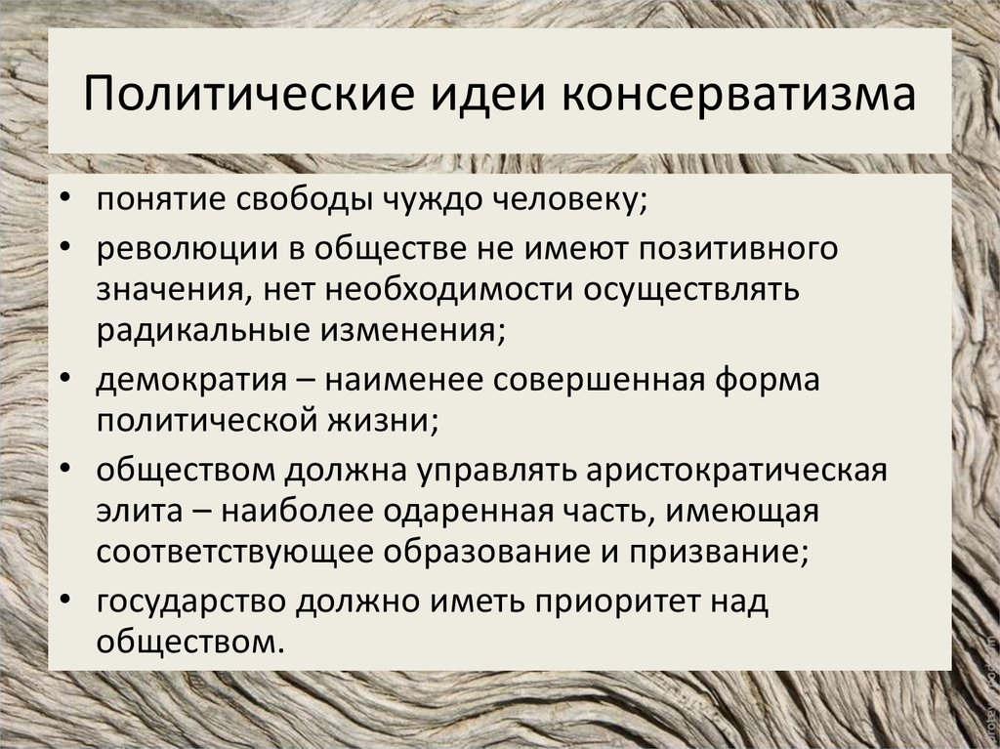 Политические идеи консерватизма
• понятие свободы чуждо человеку;
• революции в обществе не имеют позитивного
значения, нет необходимости осуществлять
радикальные изменения;
• демократия – наименее совершенная форма
политической жизни;
• обществом должна управлять аристократическая
элита – наиболее одаренная часть, имеющая
соответствующее образование и призвание;
• государство должно иметь приоритет над
обществом.